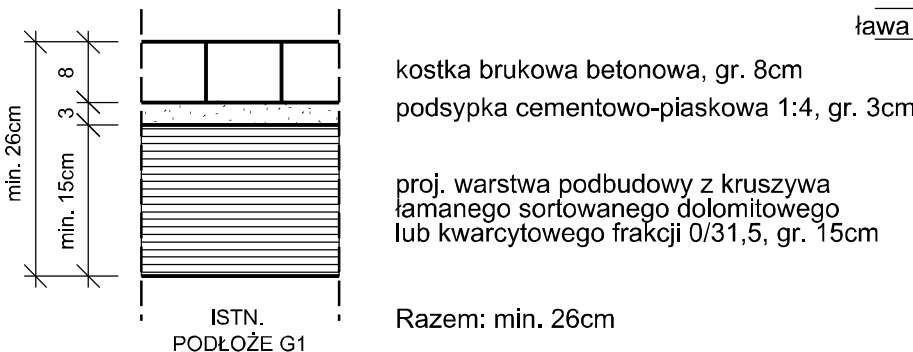 ława
8
kostka brukowa betonowa, gr. 8cm
3
podsypka cementowo-piaskowa 1:4, gr. 3cm
min. 26cm
min. 15cm
proj. warstwa podbudowy z kruszywa
łamanego sortowanego dolomitowego
lub kwarcytowego frakcji 0/31,5, gr. 15cm
ISTN.
PODŁOŻE G1
Razem: min. 26cm